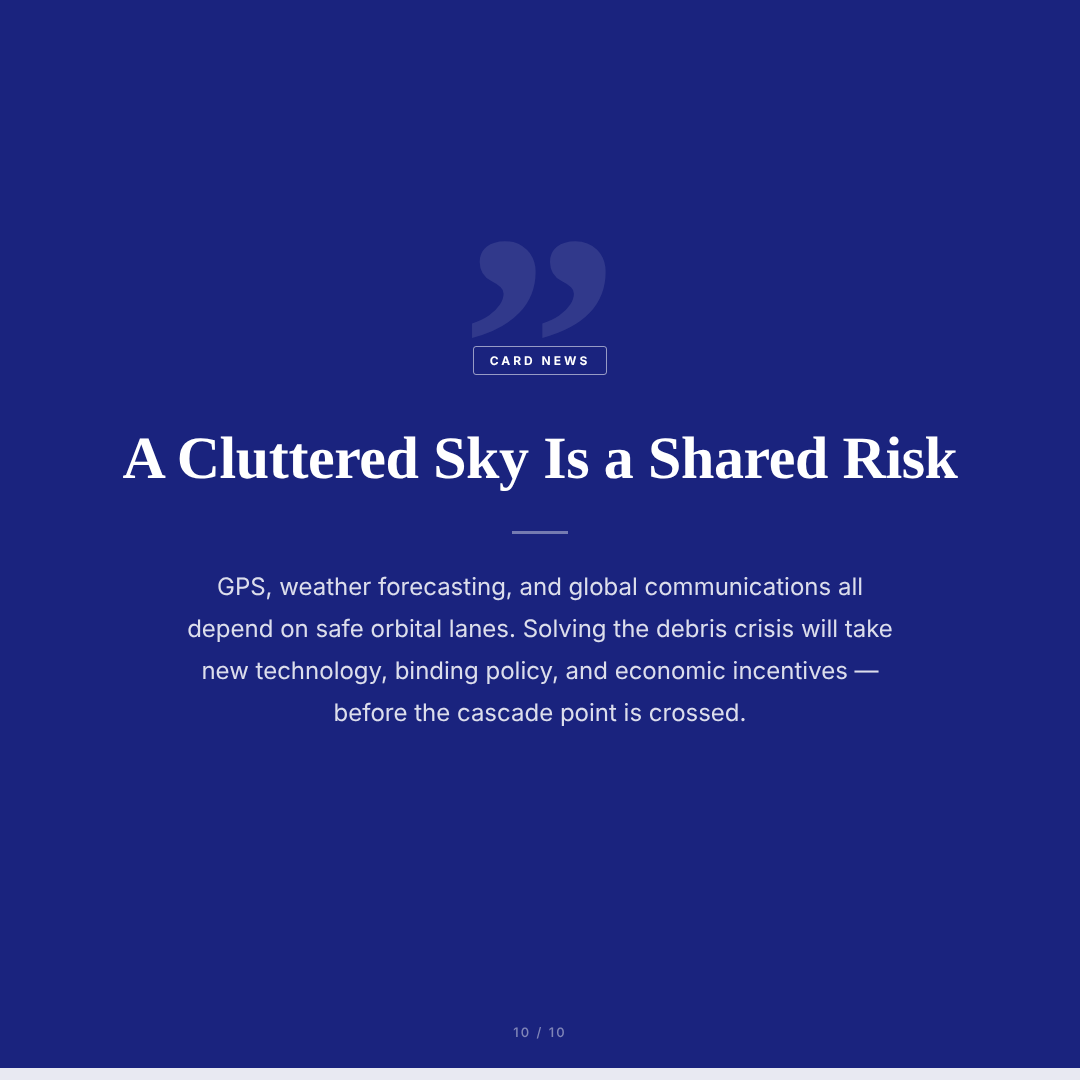 ”
CARD NEWS
A Cluttered Sky Is a Shared Risk
GPS, weather forecasting, and global communications all
depend on safe orbital lanes. Solving the debris crisis will take
new technology, binding policy, and economic incentives —
before the cascade point is crossed.
10 / 10